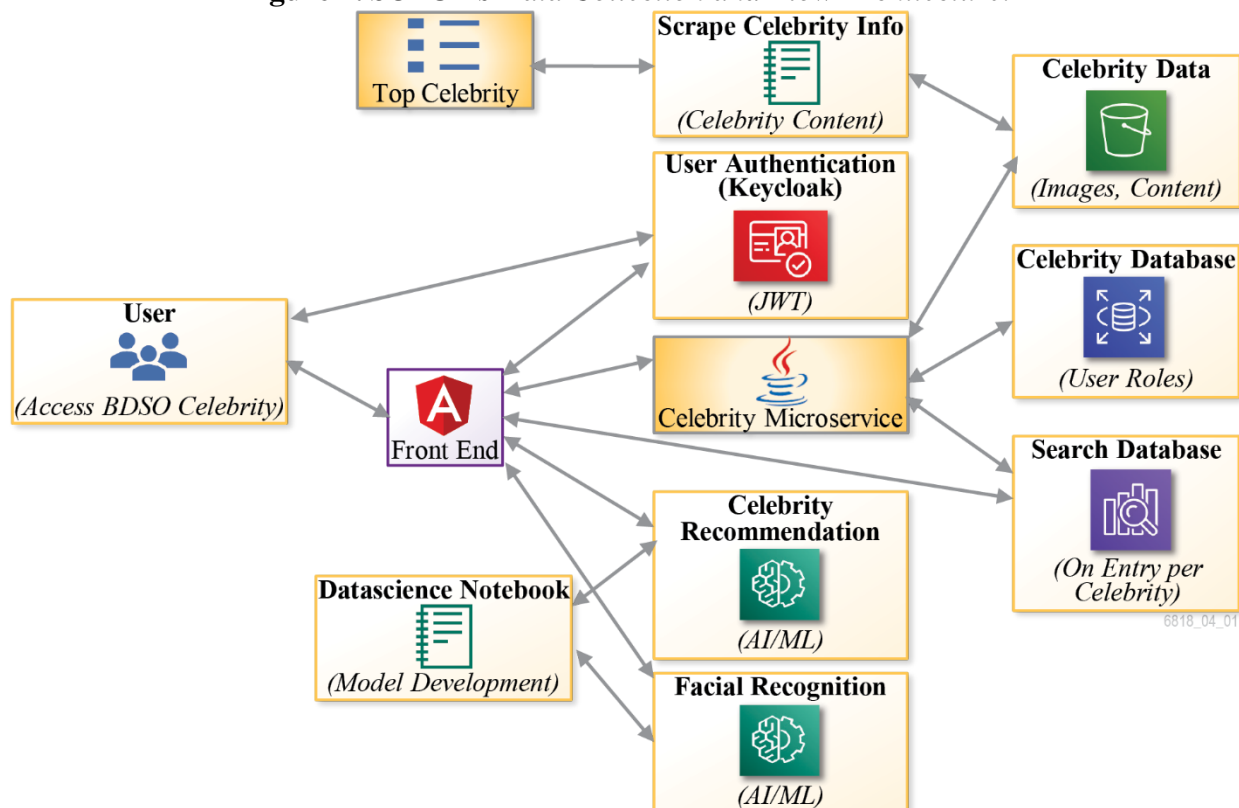 Top Celebrity
Scrape Celebrity Info
(Celebrity Content)
Celebrity Data
(Images, Content)
User Authentication
(Keycloak)
(JWT)
Celebrity Database
(User Roles)
User
(Access BDSO Celebrity)
Front End
Celebrity Microservice
Search Database
(On Entry per
Celebrity)
6818_04_01
Celebrity
Recommendation
(AI/ML)
Datascience Notebook
(Model Development)
Facial Recognition
(AI/ML)